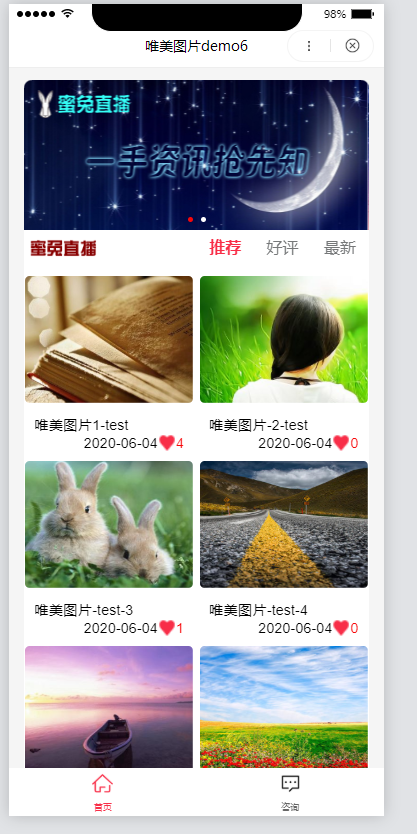 98%
唯美图片demo6
蜜兔直播
一手资讯抢先知
蜜兔直播
推荐 好评 最新
唯美图片1-test
2020-06-04 4
唯美图片-2-test
2020-06-04 0
唯美图片-test-3
2020-06-04 1
唯美图片-test-4
2020-06-04 0
首页
咨询